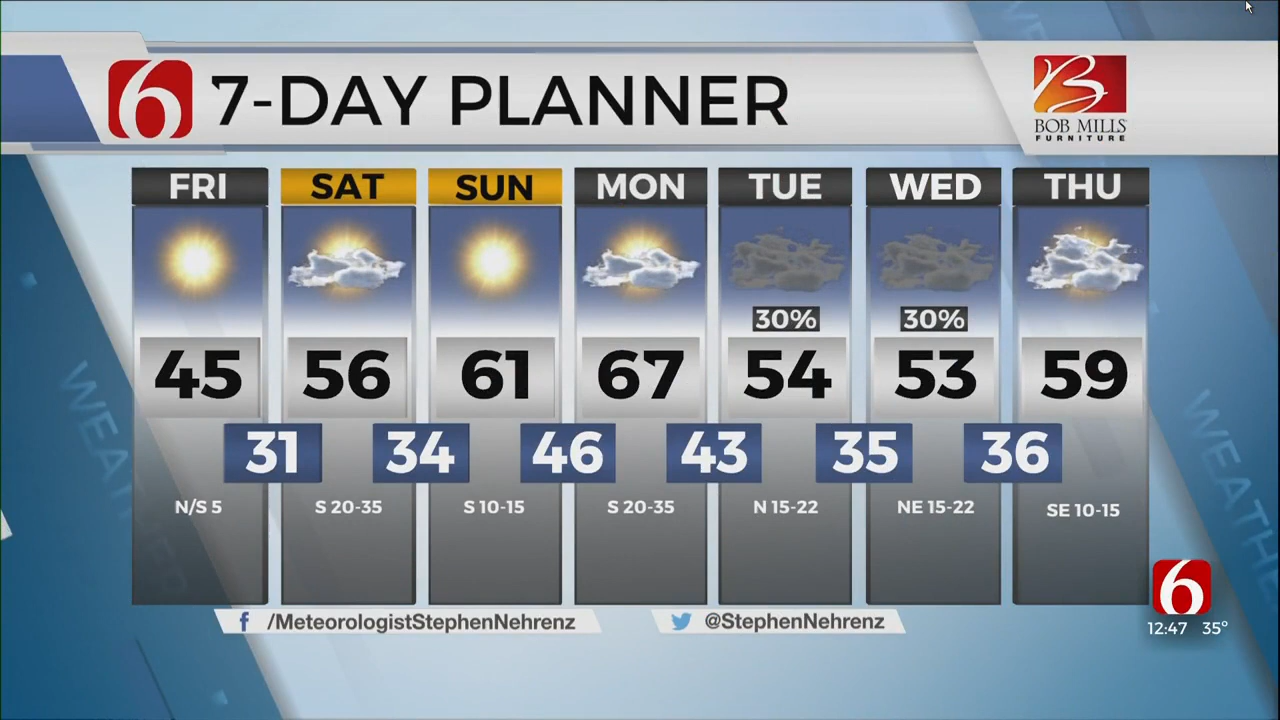 6 7-DAY PLANNER
B
BOB MILLS
FURNITURE
FRI SAT SUN MON TUE WED THU
30% 30%
45 56 61 67 54 53 59
31 34 46 43 35 36
N/S 5 S 20-35 S 10-15 S 20-35 N 15-22 NE 15-22 SE 10-15
f /MeteorologistStephenNehrenz @StephenNehrenz
6
12:47 35°
WEATHER
WEATHE